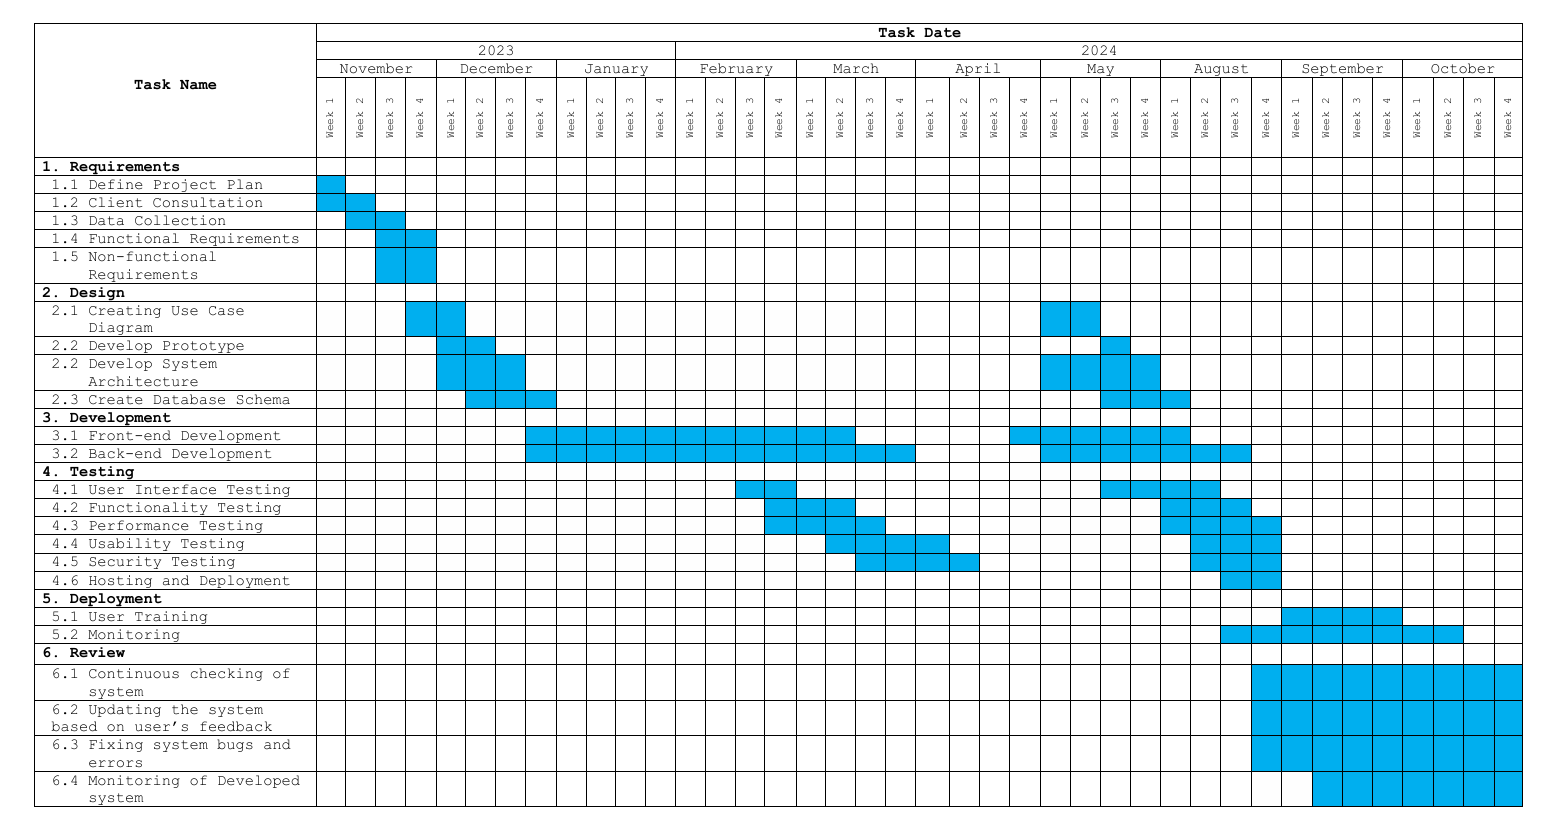 Task Date
2023 2024
Task Name
November December January February March April May August September October
Week 1 Week 2 Week 3 Week 4 Week 1 Week 2 Week 3 Week 4 Week 1 Week 2 Week 3 Week 4 Week 1 Week 2 Week 3 Week 4 Week 1 Week 2 Week 3 Week 4 Week 1 Week 2 Week 3 Week 4 Week 1 Week 2 Week 3 Week 4 Week 1 Week 2 Week 3 Week 4 Week 1 Week 2 Week 3 Week 4 Week 1 Week 2 Week 3 Week 4
1. Requirements
1.1 Define Project Plan
1.2 Client Consultation
1.3 Data Collection
1.4 Functional Requirements
1.5 Non-functional
Requirements
2. Design
2.1 Creating Use Case
Diagram
2.2 Develop Prototype
2.2 Develop System
Architecture
2.3 Create Database Schema
3. Development
3.1 Front-end Development
3.2 Back-end Development
4. Testing
4.1 User Interface Testing
4.2 Functionality Testing
4.3 Performance Testing
4.4 Usability Testing
4.5 Security Testing
4.6 Hosting and Deployment
5. Deployment
5.1 User Training
5.2 Monitoring
6. Review
6.1 Continuous checking of
system
6.2 Updating the system
based on user’s feedback
6.3 Fixing system bugs and
errors
6.4 Monitoring of Developed
system